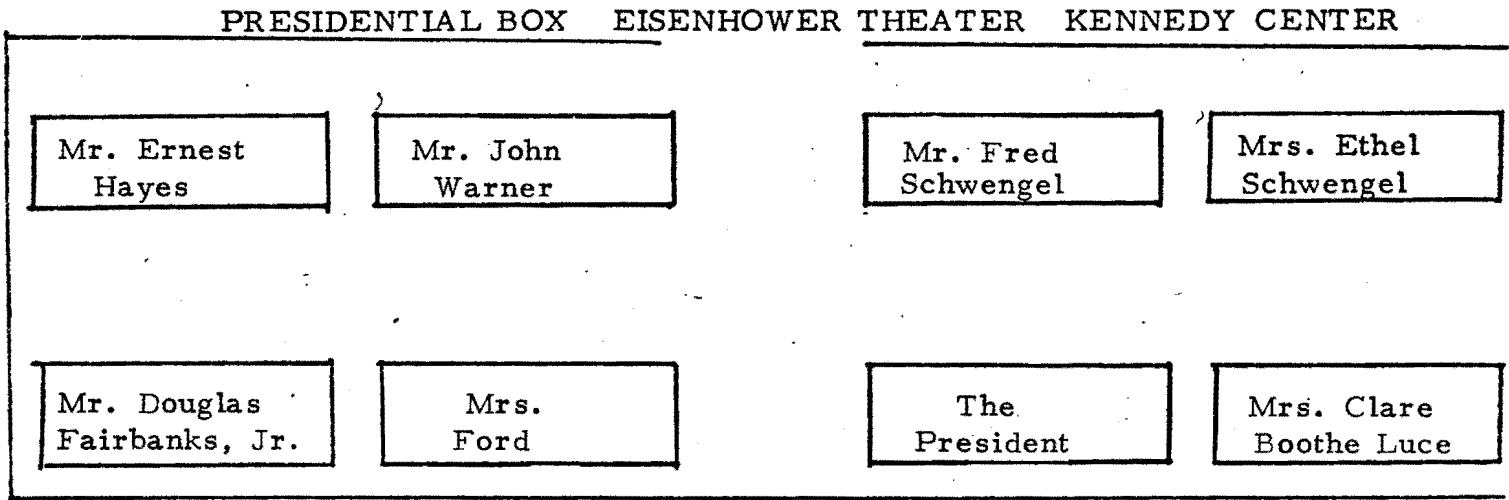 PRESIDENTIAL BOX EISENHOWER THEATER KENNEDY CENTER
Mr. Ernest
Hayes
Mr. John
Warner
Mr. Fred
Schwengel
Mrs. Ethel
Schwengel
Mr. Douglas
Fairbanks, Jr.
Mrs.
Ford
The
President
Mrs. Clare
Boothe Luce